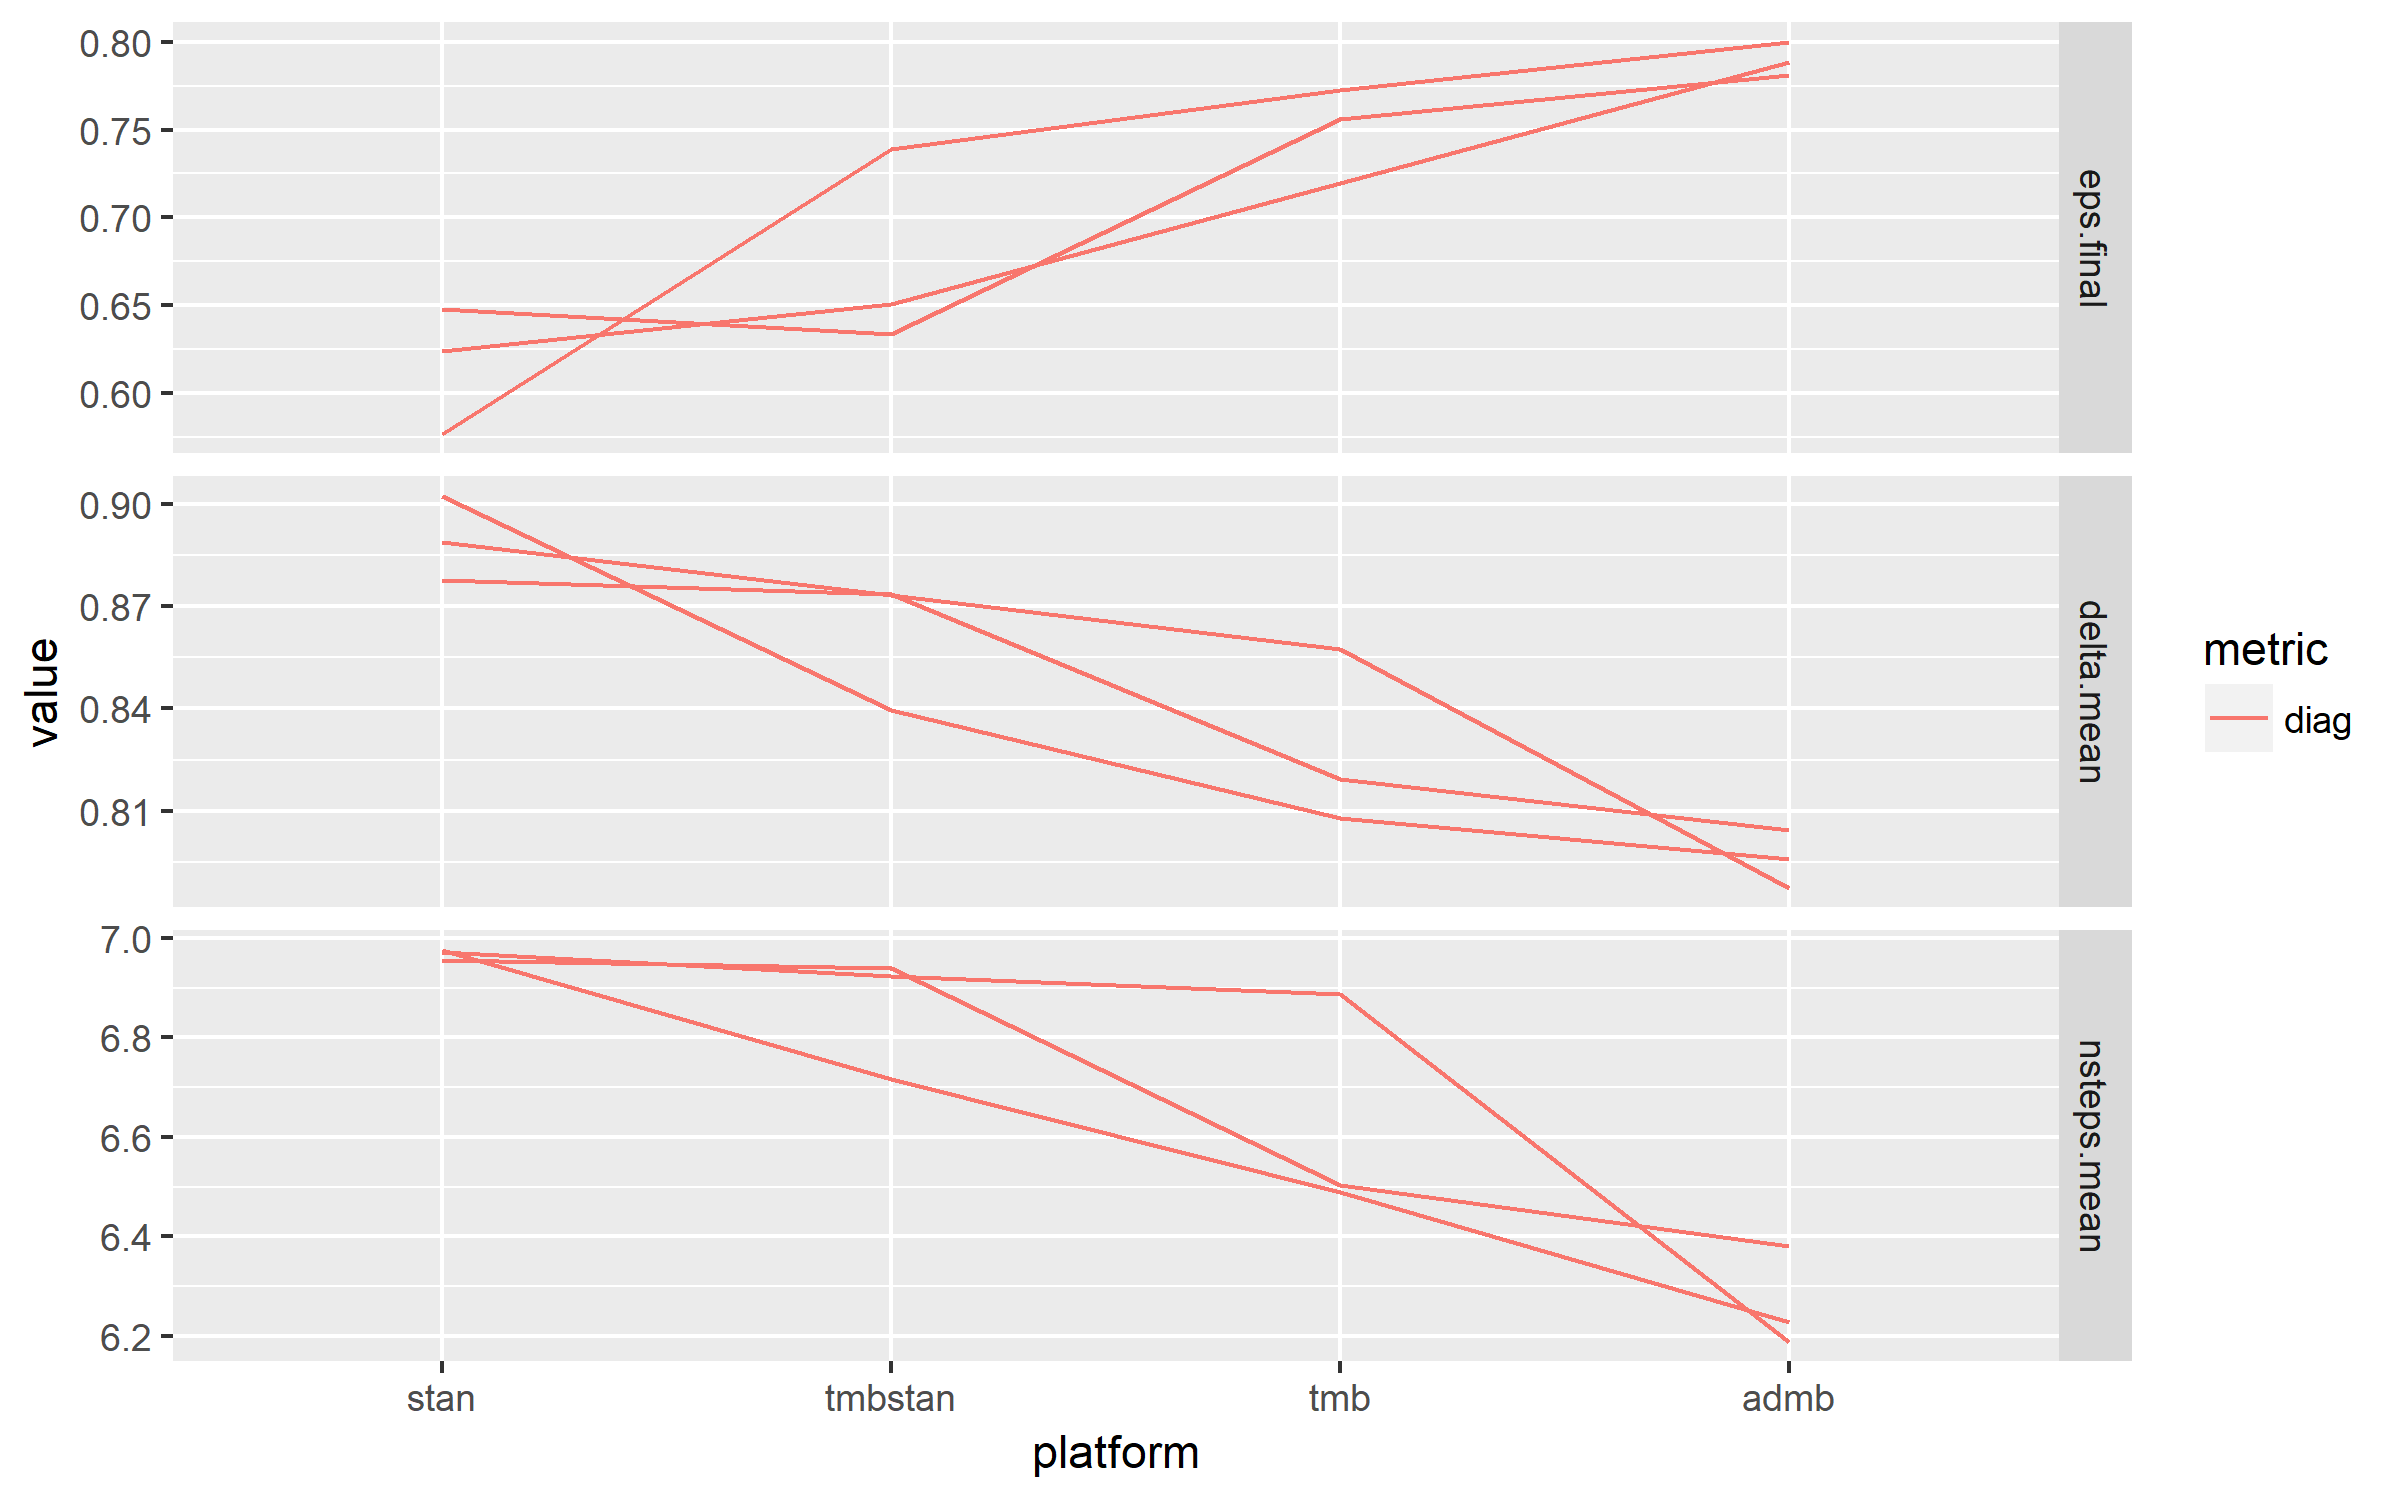 0.80
0.75
0.70
0.65
0.60
eps.final
0.90
0.87
0.84
0.81
delta.mean
7.0
6.8
6.6
6.4
6.2
nsteps.mean
value
stan tmbstan tmb admb
platform
metric
diag